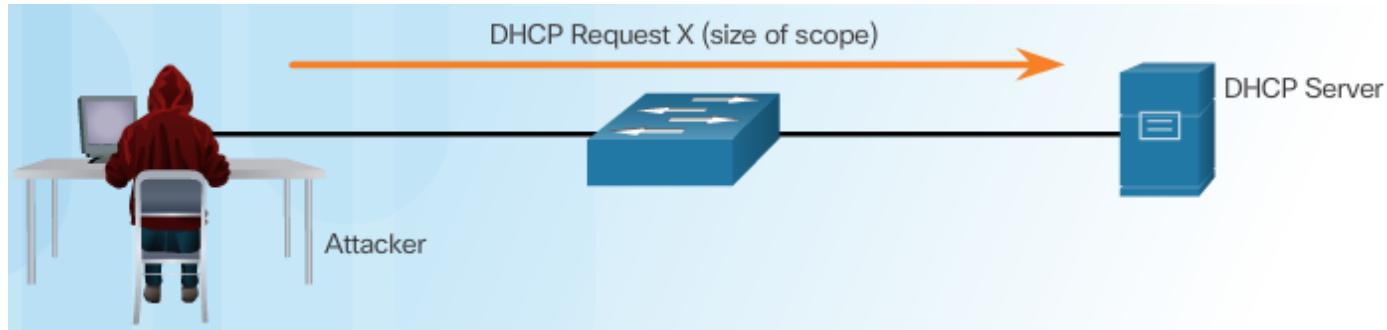 DHCP Request X (size of scope)
DHCP Server
Attacker